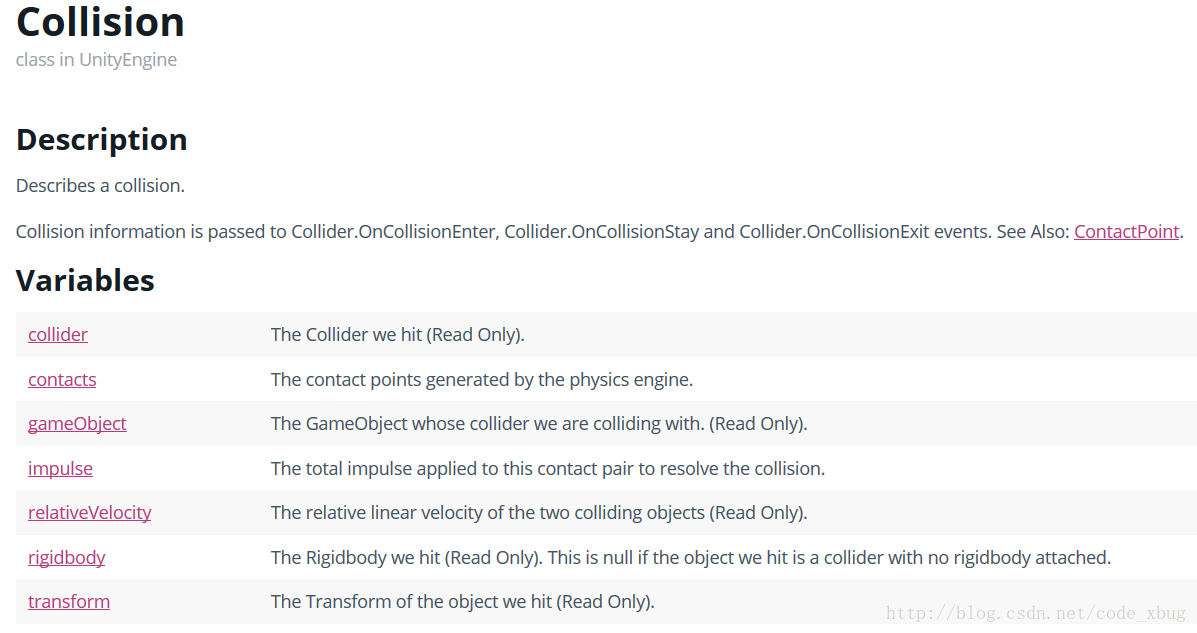 Collision
class in UnityEngine
Description
Describes a collision.
Collision information is passed to Collider.OnCollisionEnter, Collider.OnCollisionStay and Collider.OnCollisionExit events. See Also: ContactPoint.
Variables
collider The Collider we hit (Read Only).
contacts The contact points generated by the physics engine.
gameObject The GameObject whose collider we are colliding with. (Read Only).
impulse The total impulse applied to this contact pair to resolve the collision.
relativeVelocity The relative linear velocity of the two colliding objects (Read Only).
rigidbody The Rigidbody we hit (Read Only). This is null if the object we hit is a collider with no rigidbody attached.
transform The Transform of the object we hit (Read Only).
http://blog.csdn.net/code_xbug